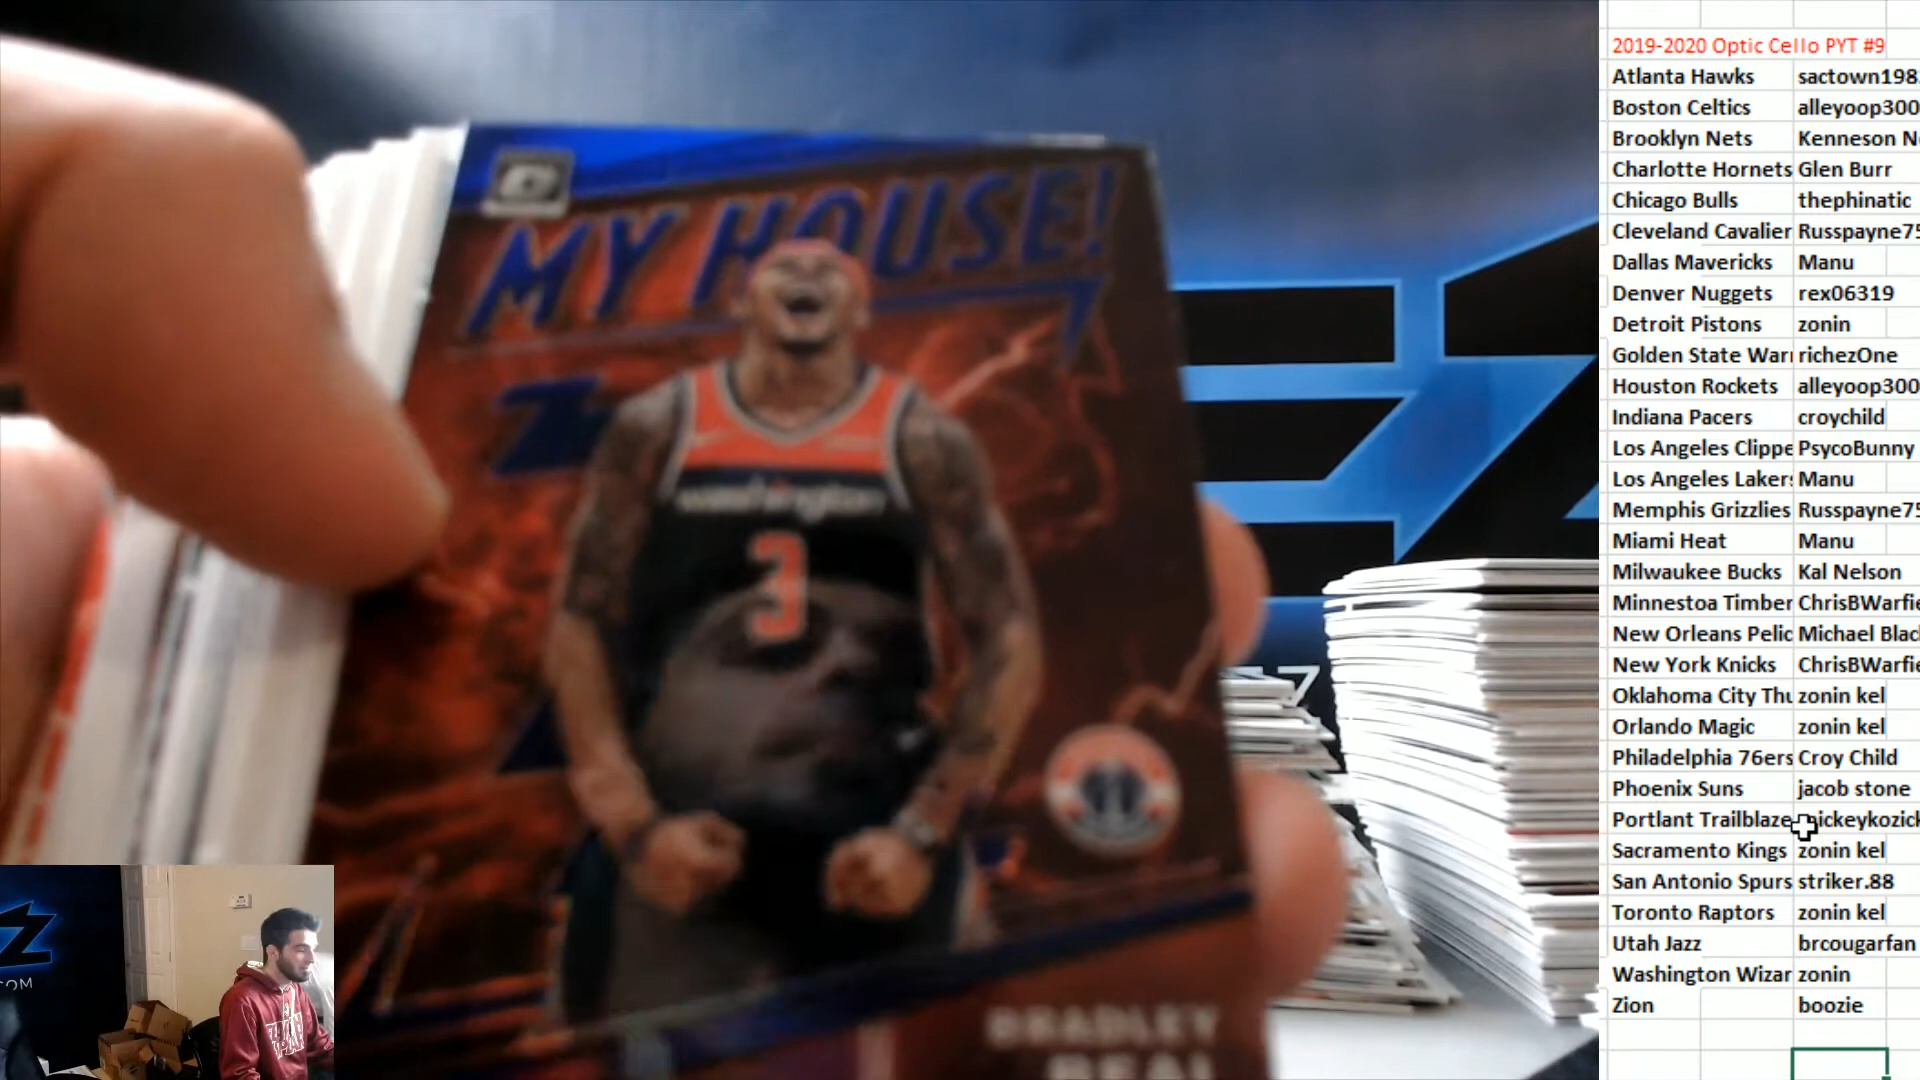 MY HOUSE!
washington
3
BRADLEY
BEAL
Z
.COM
2019-2020 Optic Cello PYT #9
Atlanta Hawks sactown198
Boston Celtics alleyoop300
Brooklyn Nets Kenneson N
Charlotte Hornets Glen Burr
Chicago Bulls thephinatic
Cleveland Cavalier Russpayne75
Dallas Mavericks Manu
Denver Nuggets rex06319
Detroit Pistons zonin
Golden State Warr richezOne
Houston Rockets alleyoop300
Indiana Pacers croychild
Los Angeles Clippe PsycoBunny
Los Angeles Lakers Manu
Memphis Grizzlies Russpayne75
Miami Heat Manu
Milwaukee Bucks Kal Nelson
Minnestoa Timber ChrisBWarfie
New Orleans Pelic Michael Blac
New York Knicks ChrisBWarfie
Oklahoma City Thu zonin kel
Orlando Magic zonin kel
Philadelphia 76ers Croy Child
Phoenix Suns jacob stone
Portlant Trailblaze ickeykozick
Sacramento Kings zonin kel
San Antonio Spurs striker.88
Toronto Raptors zonin kel
Utah Jazz brcougarfan
Washington Wizar zonin
Zion boozie